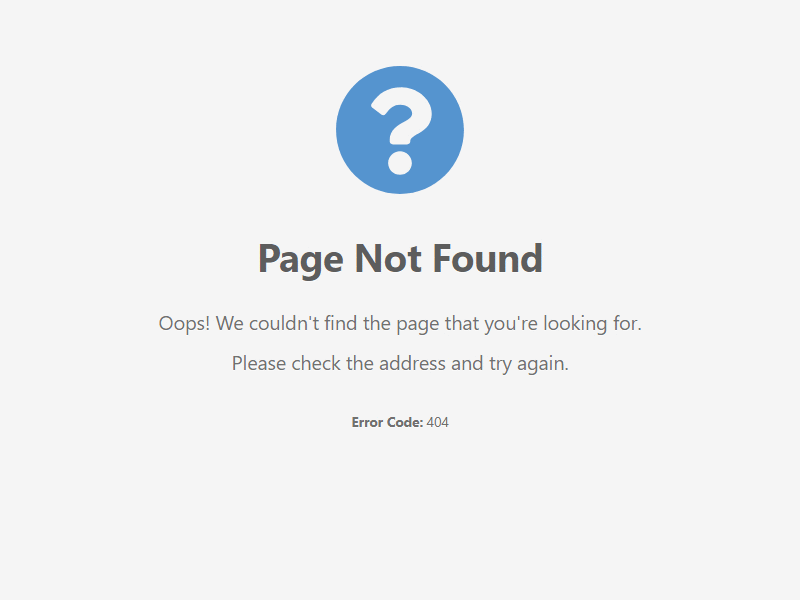 Page Not Found
Oops! We couldn't find the page that you're looking for.
Please check the address and try again.
Error Code: 404